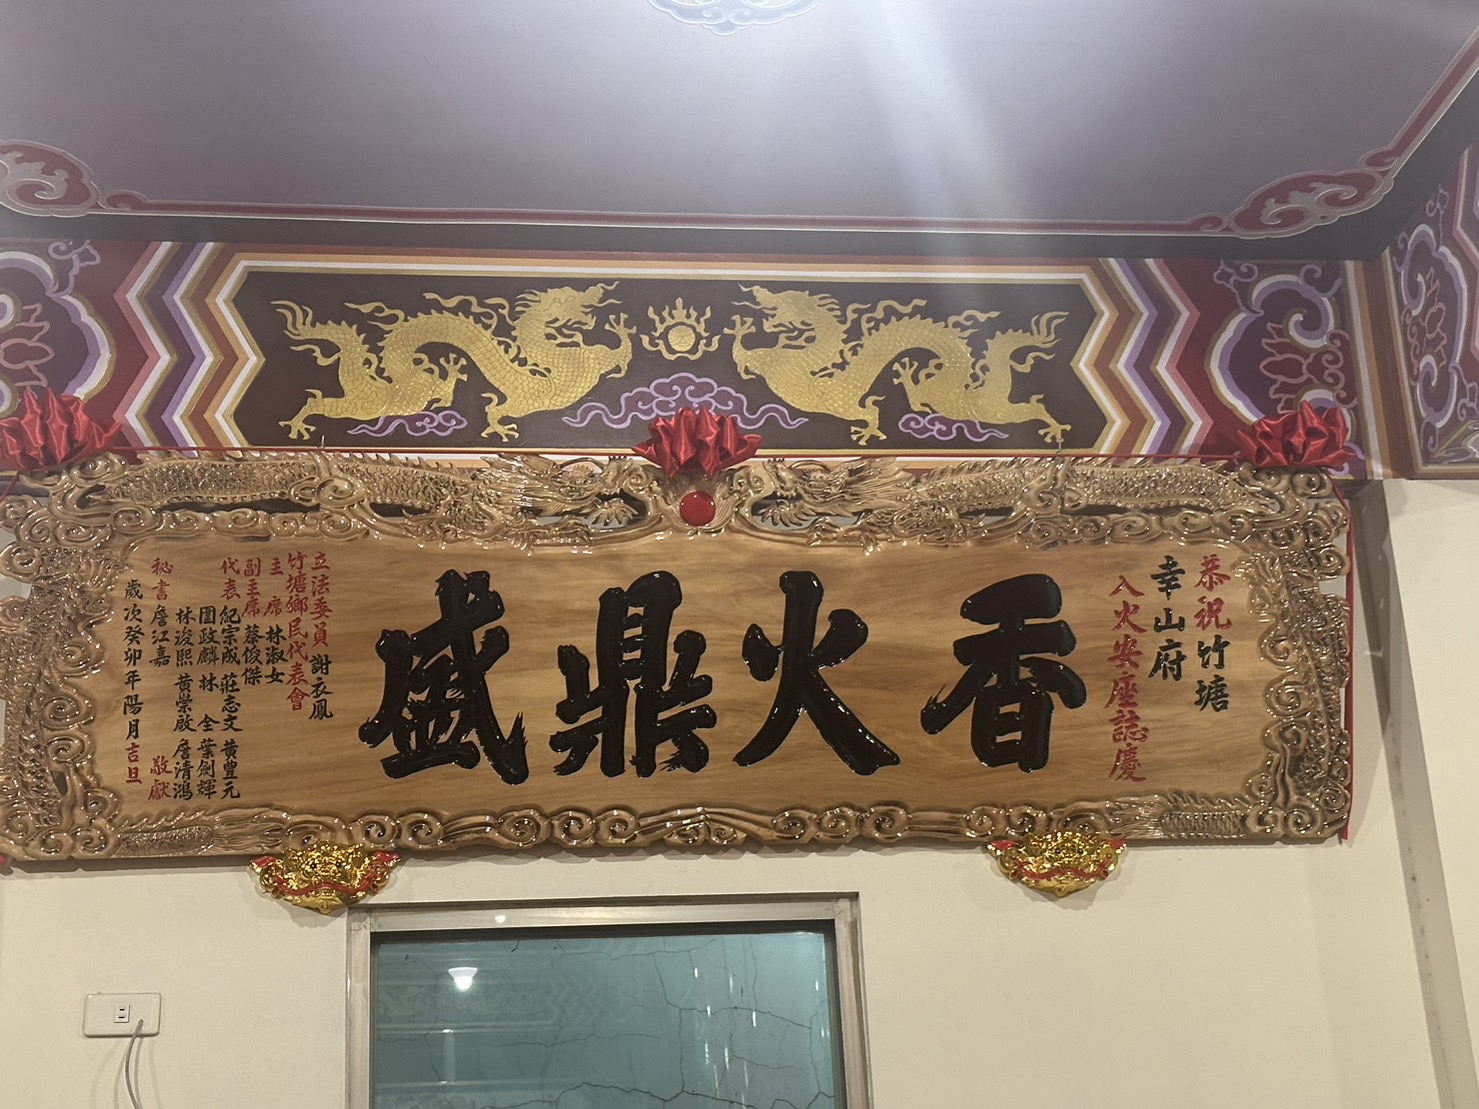 恭祝竹塘
幸山府
入火安座誌慶
香火鼎盛
立法委員 謝衣鳳
竹塘鄉民代表會
主席 林淑女
副主席 蔡俊傑
代表 紀宗成 莊志文 黃豊元
圍政麟 林全 葉劍輝
林浚熙 黃崇啟 詹清鴻
秘書 詹江嘉 敬獻
歲次癸卯年陽月吉旦